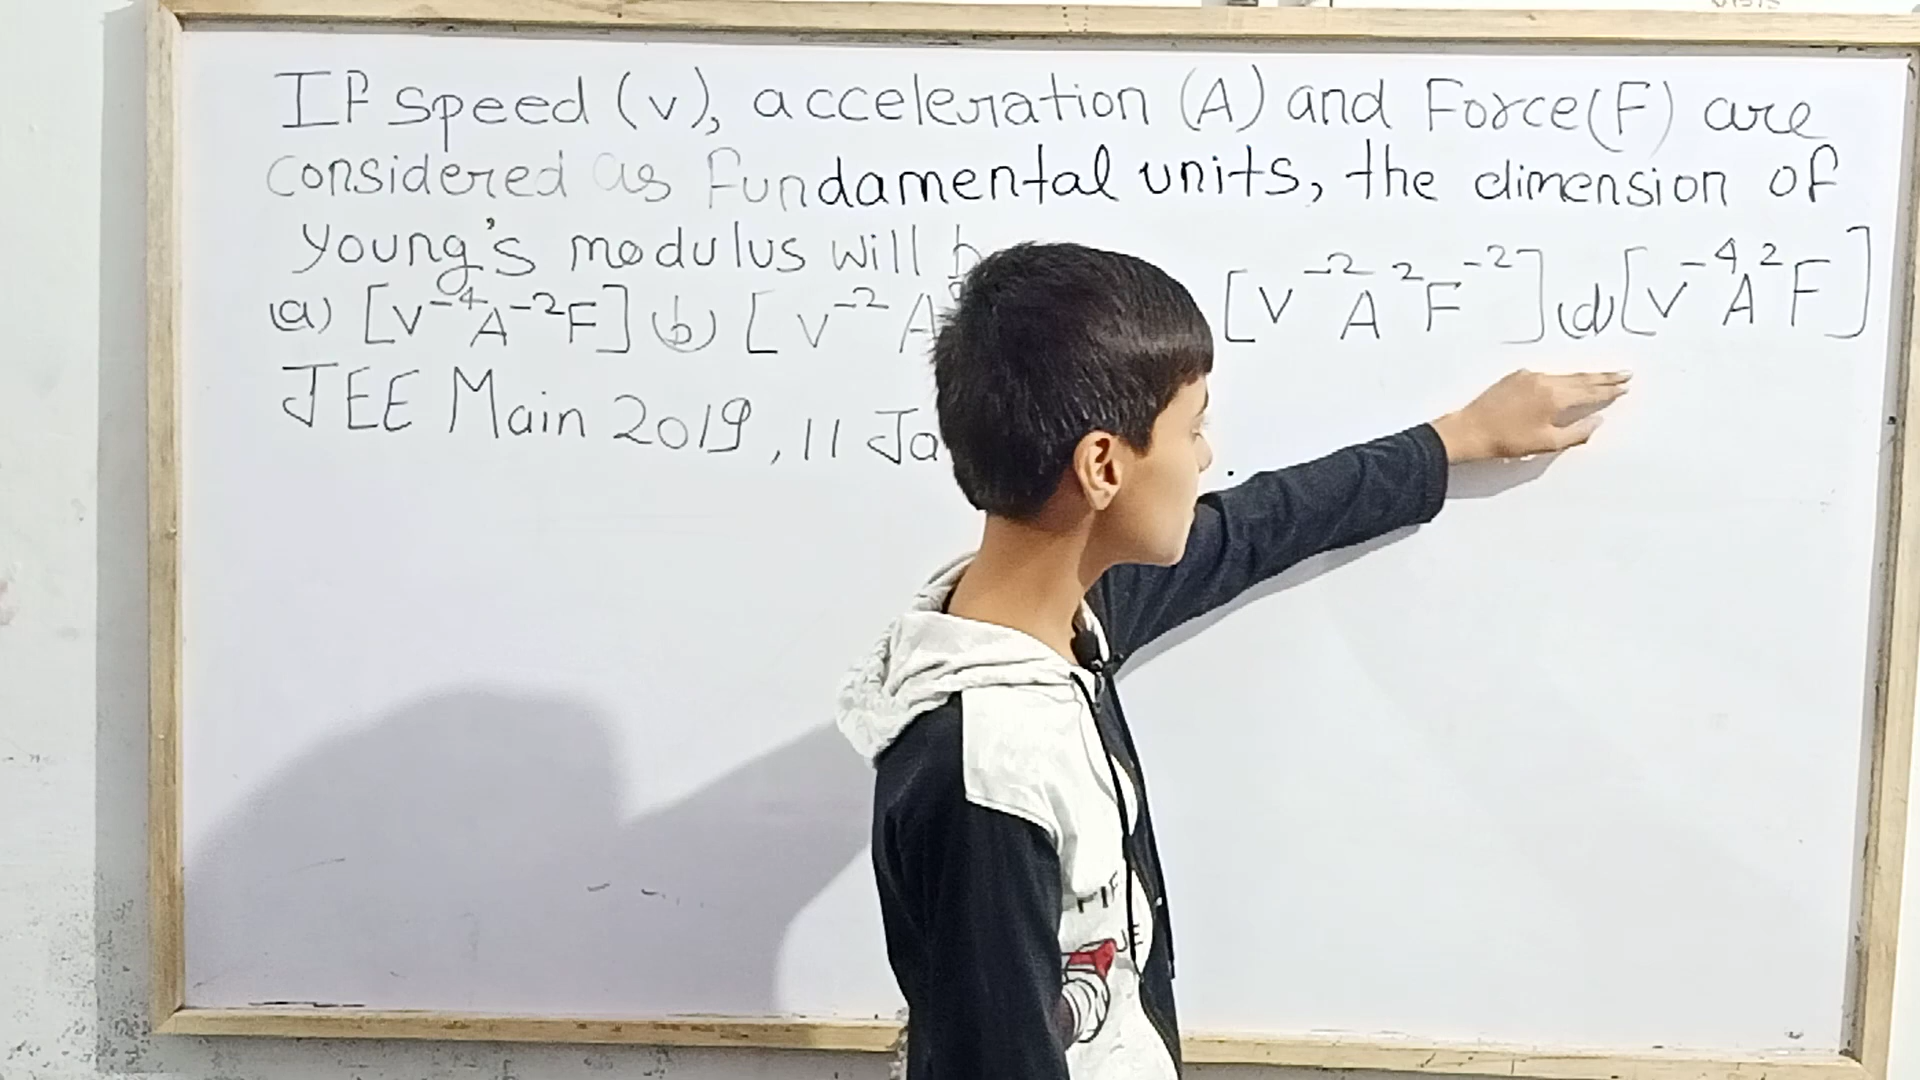 If speed (v), acceleration (A) and Force (F) are
considered as fundamental units, the dimension of
young's modulus will
(a) [V⁻⁴A⁻²F] (b) [V⁻²A [V⁻²A²F⁻²] (d) [V⁻⁴A²F]
JEE Main 2019, 11